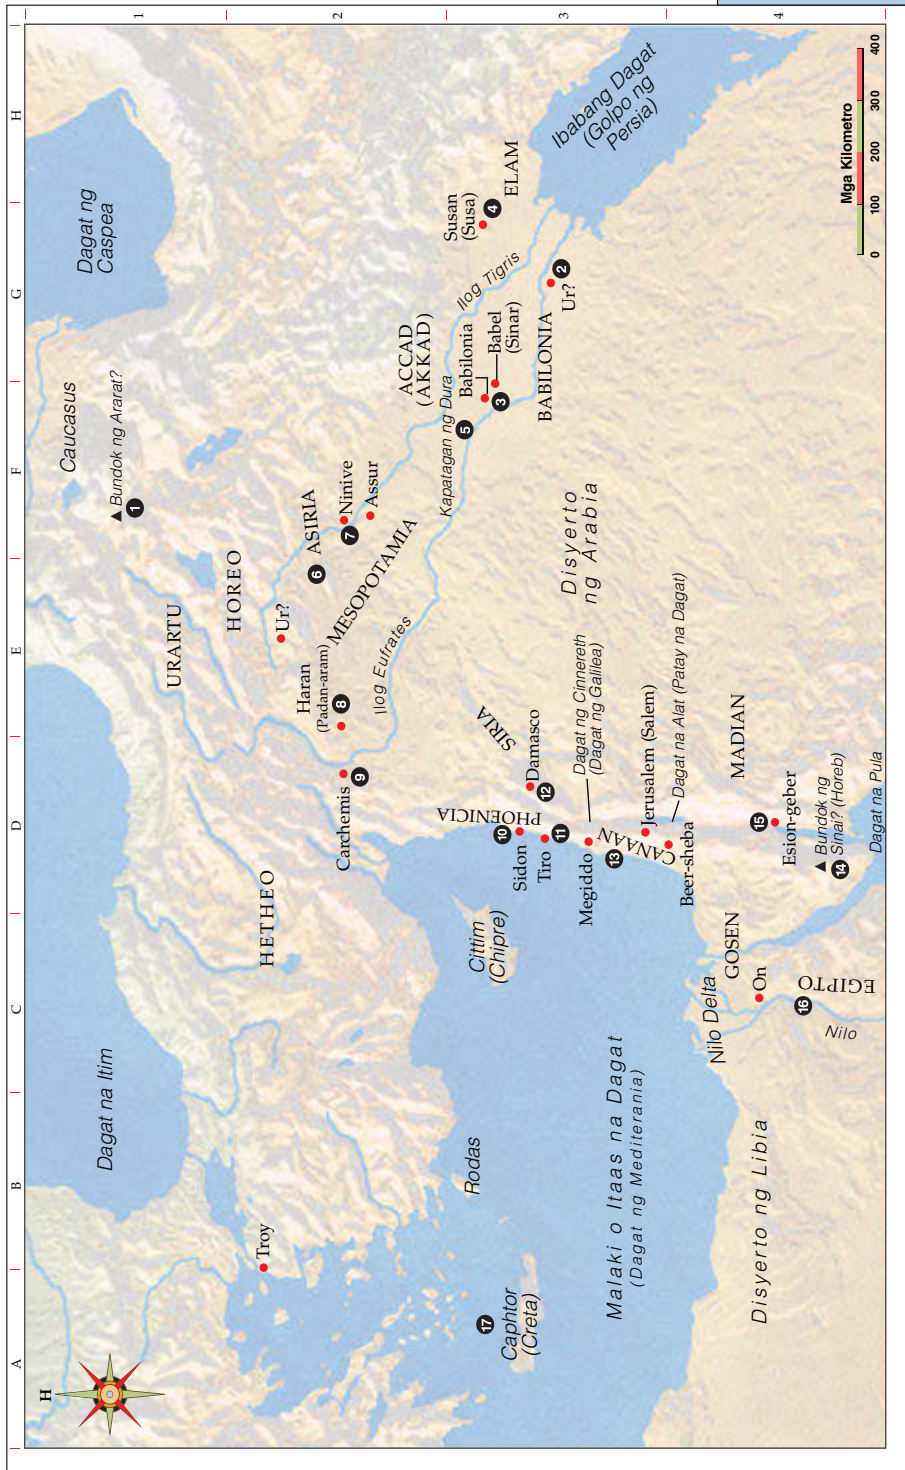 A
B
C
D
E
F
G
H
1
2
3
4
H
Dagat na Itim
Caucasus
Dagat ng
Caspea
▲ Bundok ng Ararat?
1
Troy
HETHEO
URARTU
HOREO
Ur?
ASIRIA
6
Ninive
7
Assur
Haran
(Padan-aram)
8
Carchemis
9
MESOPOTAMIA
Ilog Eufrates
ACCAD
(AKKAD)
Kapatagan ng Dura
5
Babilonia
Babel
(Sinar)
3
Ilog Tigris
Susan
(Susa)
4
ELAM
BABILONIA
Ur?
2
Ibabang Dagat
(Golpo ng
Persia)
17
Caphtor
(Creta)
Rodas
Cittim
(Chipre)
10
Sidon
PHOENICIA
Tiro
11
SIRIA
Damasco
12
Megiddo
13
CANAAN
Dagat ng Cinnereth
(Dagat ng Galilea)
Disyerto
ng Arabia
Jerusalem (Salem)
Dagat na Alat (Patay na Dagat)
Beer-sheba
Malaki o Itaas na Dagat
(Dagat ng Mediterania)
Disyerto ng Libia
Nilo Delta
GOSEN
On
16
EGIPTO
Nilo
MADIAN
15
Esion-geber
▲ Bundok ng
Sinai? (Horeb)
14
Dagat na Pula
Mga Kilometro
0
100
200
300
400